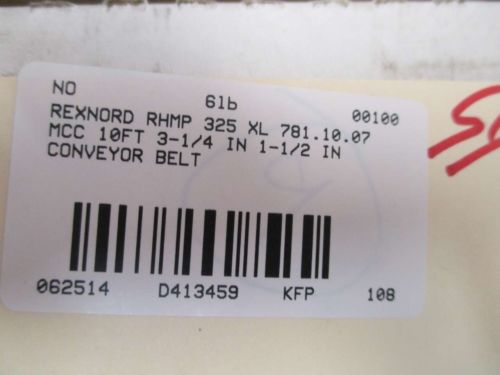 NO 6lb 00100
REXNORD RHMP 325 XL 781.10.07
MCC 10FT 3-1/4 IN 1-1/2 IN
CONVEYOR BELT
062514 D413459 KFP 108